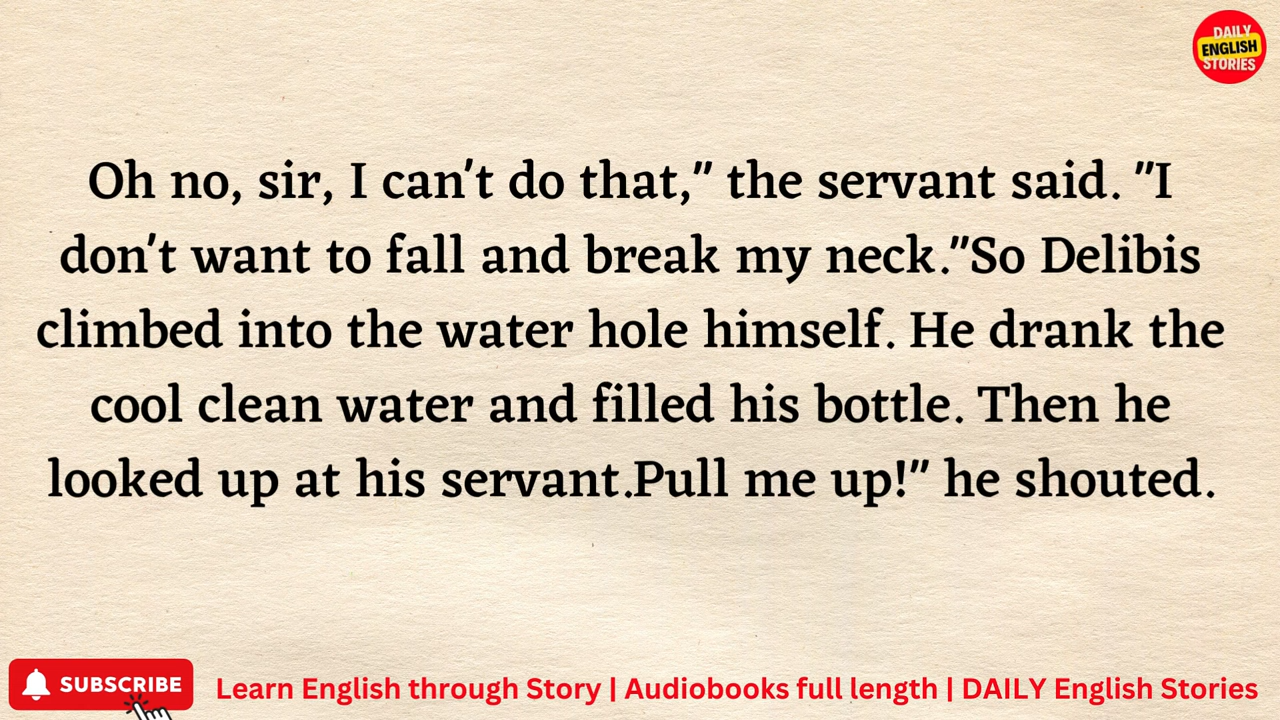 DAILY
ENGLISH
STORIES
Oh no, sir, I can't do that," the servant said. "I
don't want to fall and break my neck."So Delibis
climbed into the water hole himself. He drank the
cool clean water and filled his bottle. Then he
looked up at his servant.Pull me up!" he shouted.
SUBSCRIBE
Learn English through Story | Audiobooks full length | DAILY English Stories